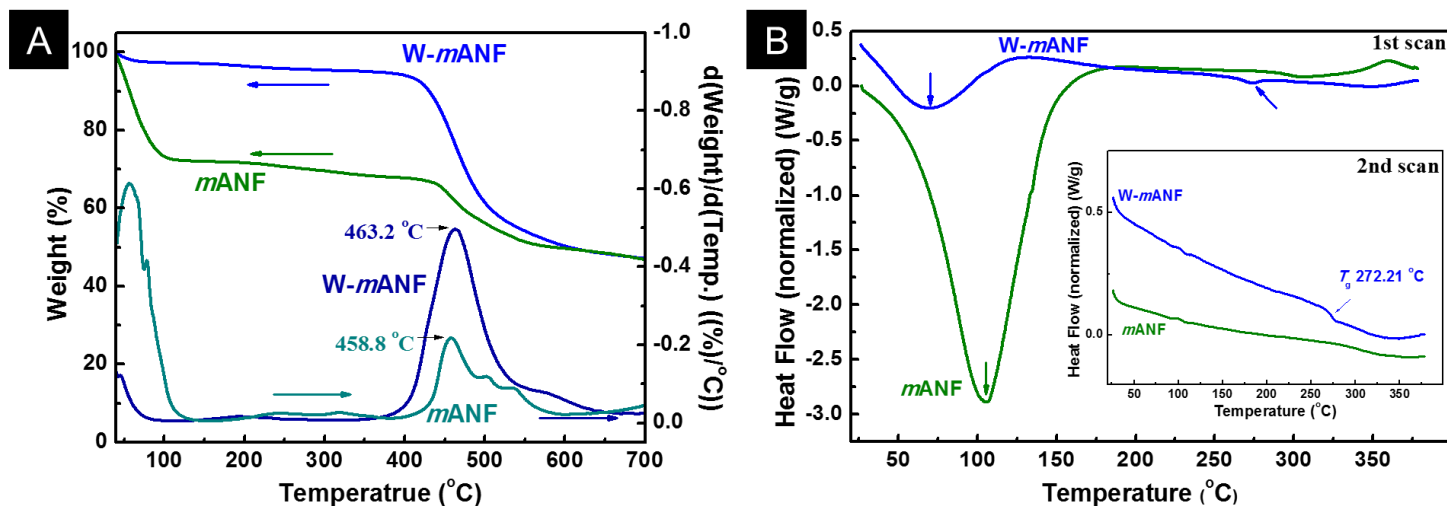 A
100
80
60
40
20
0
Weight (%)
100
200
300
400
500
600
700
Temperatrue (°C)
-1.0
-0.8
-0.6
-0.4
-0.2
0.0
d(Weight)/d(Temp.) ((%)/°C))
W-mANF
mANF
463.2 °C
W-mANF
458.8 °C
mANF
B
0.5
0.0
-0.5
-1.0
-1.5
-2.0
-2.5
-3.0
Heat Flow (normalized) (W/g)
50
100
150
200
250
300
350
Temperature (°C)
W-mANF
1st scan
mANF
2nd scan
W-mANF
0.5
Tg 272.21 °C
mANF
0.0
Heat Flow (normalized) (W/g)
50
100
150
200
250
300
350
Temperature (°C)